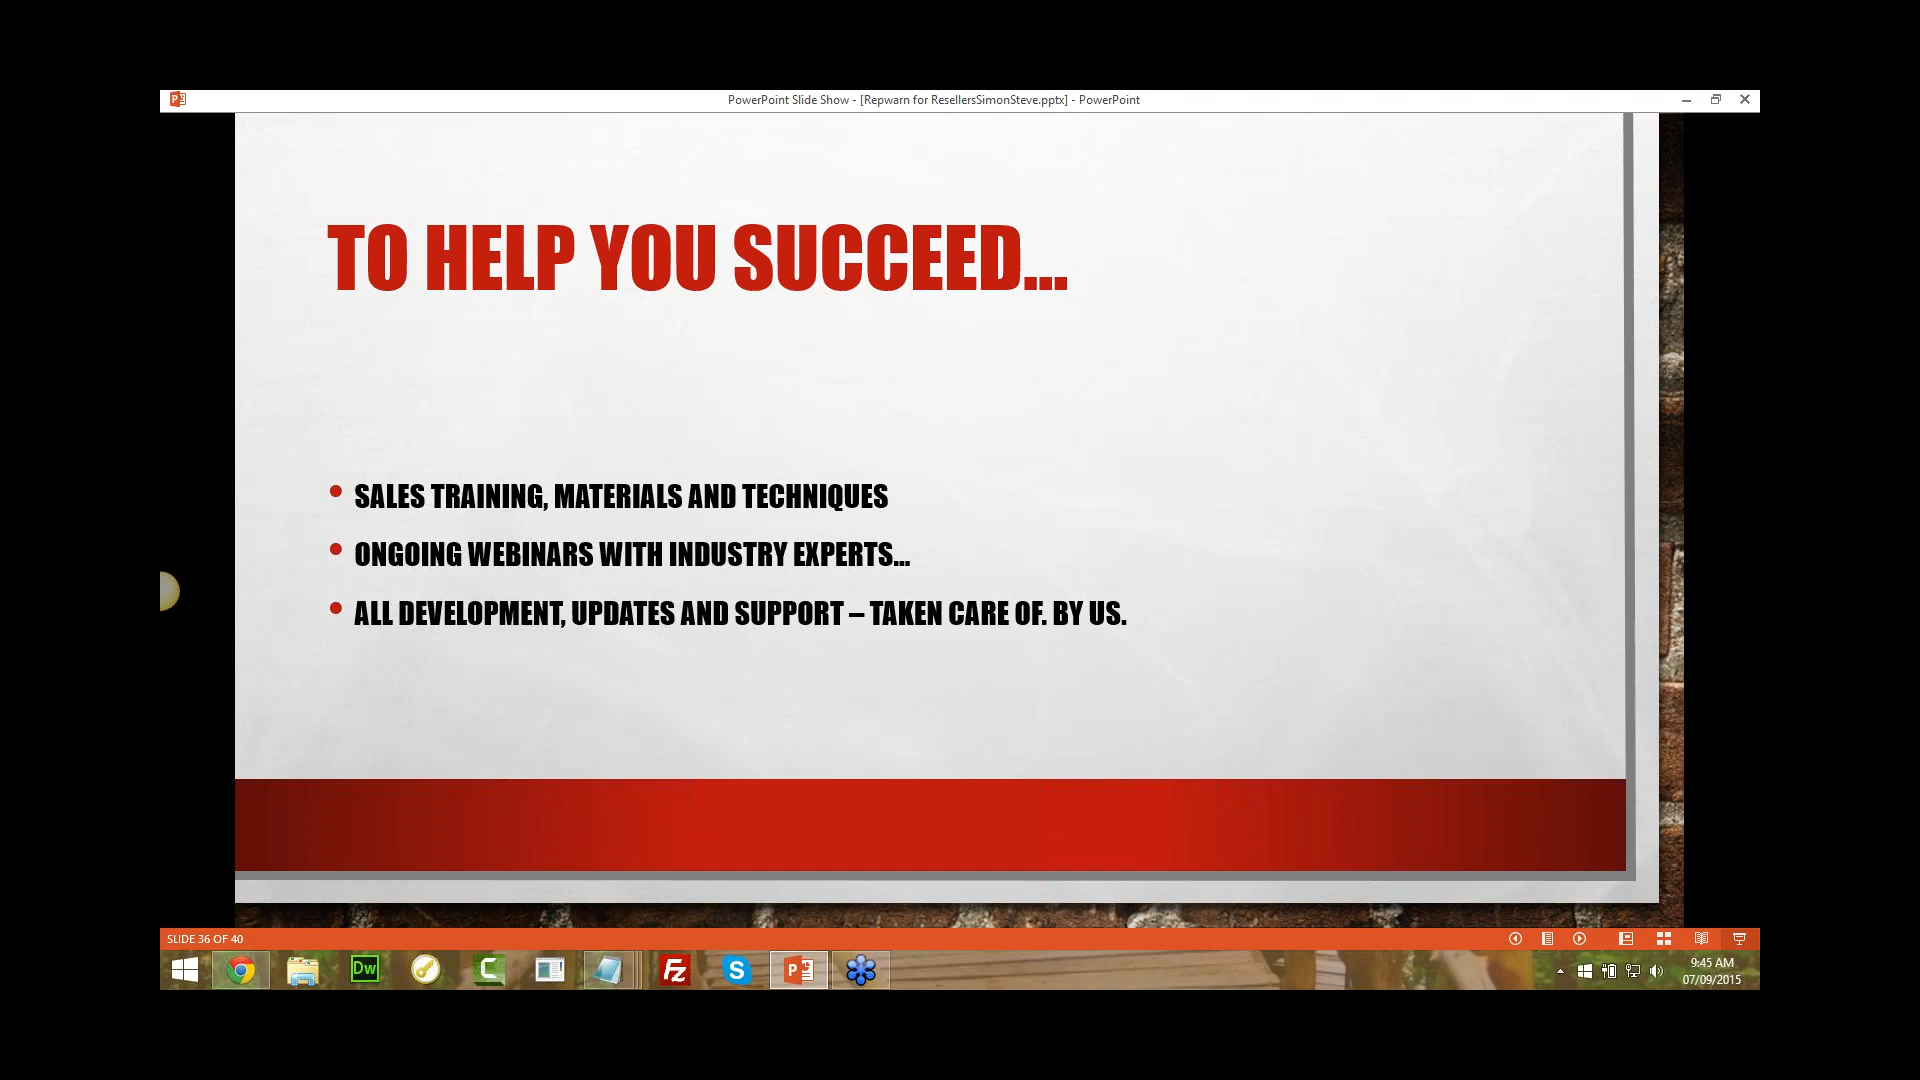 PowerPoint Slide Show - [Repwarn for ResellersSimonSteve.pptx] - PowerPoint
TO HELP YOU SUCCEED...
• SALES TRAINING, MATERIALS AND TECHNIQUES
• ONGOING WEBINARS WITH INDUSTRY EXPERTS...
• ALL DEVELOPMENT, UPDATES AND SUPPORT – TAKEN CARE OF. BY US.
SLIDE 36 OF 40
Dw
9:45 AM
07/09/2015